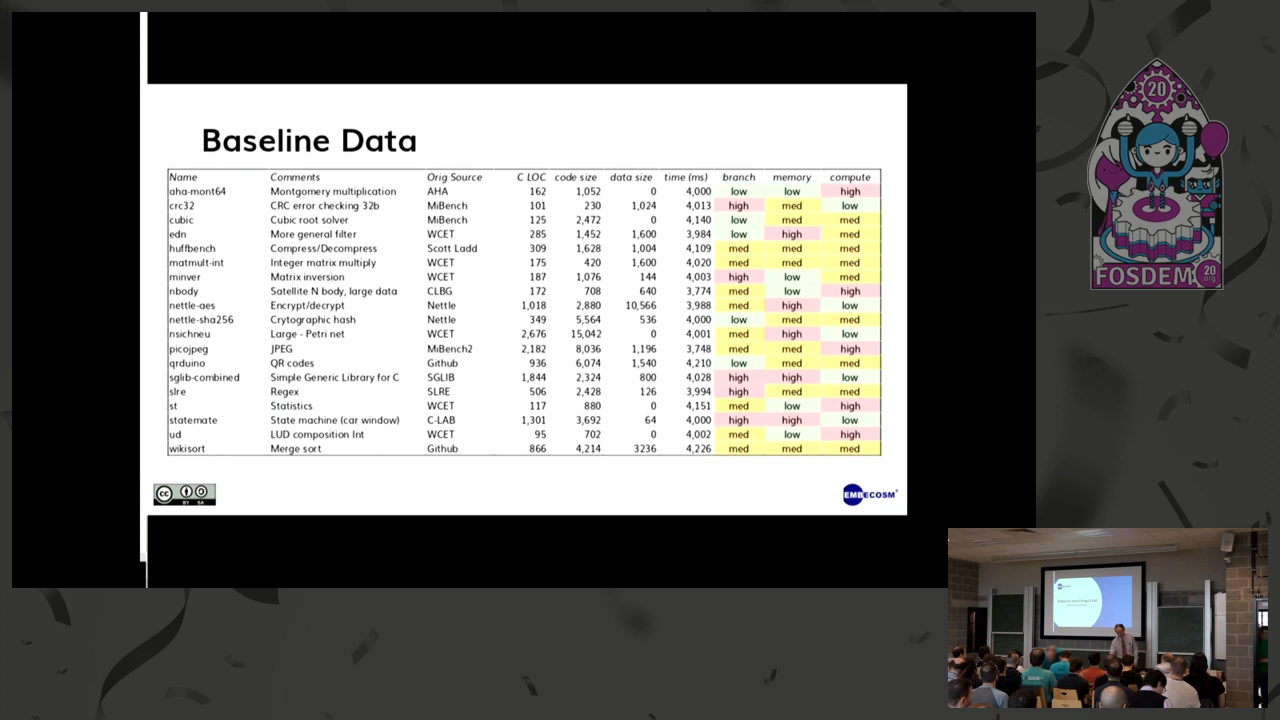 Baseline Data
Name Comments Orig Source C LOC code size data size time (ms) branch memory compute
aha-mont64 Montgomery multiplication AHA 162 1,052 0 4,000 low low high
crc32 CRC error checking 32b MiBench 101 230 1,024 4,013 high med low
cubic Cubic root solver MiBench 125 2,472 0 4,140 low med med
edn More general filter WCET 285 1,452 1,600 3,984 low high med
huffbench Compress/Decompress Scott Ladd 309 1,628 1,004 4,109 med med med
matmult-int Integer matrix multiply WCET 175 420 1,600 4,020 med med med
minver Matrix inversion WCET 187 1,076 144 4,003 high low med
nbody Satellite N body, large data CLBG 172 708 640 3,774 med low high
nettle-aes Encrypt/decrypt Nettle 1,018 2,880 10,566 3,988 med high low
nettle-sha256 Crytographic hash Nettle 349 5,564 536 4,000 low med med
nsichneu Large - Petri net WCET 2,676 15,042 0 4,001 med high low
picojpeg JPEG MiBench2 2,182 8,036 1,196 3,748 med med high
qrduino QR codes Github 936 6,074 1,540 4,210 low med med
sglib-combined Simple Generic Library for C SGLIB 1,844 2,324 800 4,028 high high low
slre Regex SLRE 506 2,428 126 3,994 high med med
st Statistics WCET 117 880 0 4,151 med low high
statemate State machine (car window) C-LAB 1,301 3,692 64 4,000 high high low
ud LUD composition Int WCET 95 702 0 4,002 med low high
wikisort Merge sort Github 866 4,214 3236 4,226 med med med
cc BY SA
EMBECOSM
20
FOSDEM 20 .org